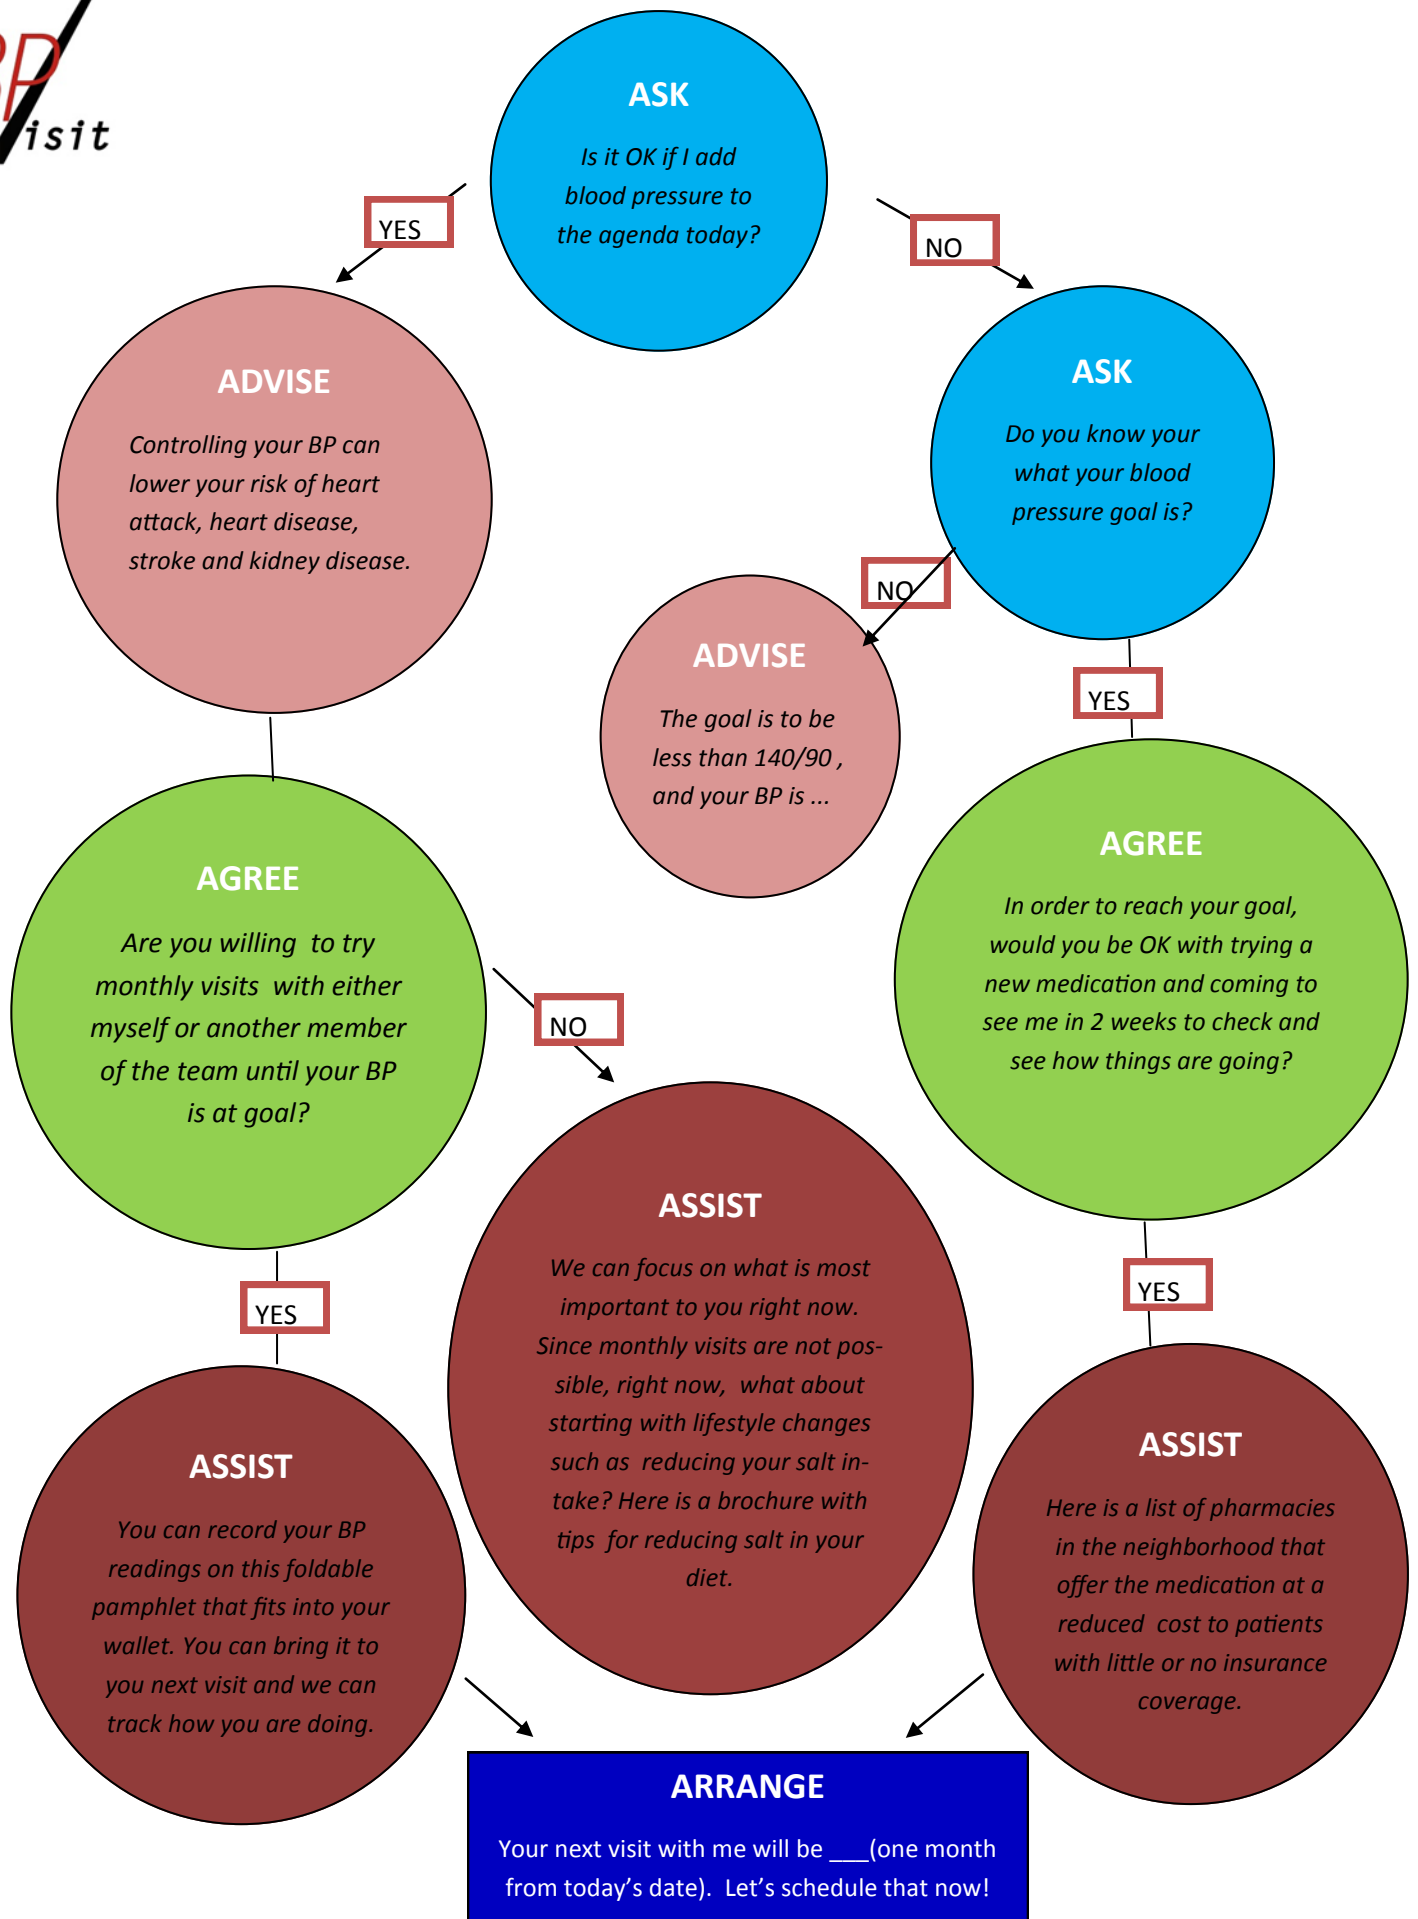 BP
Visit
ASK
Is it OK if I add
blood pressure to
the agenda today?
YES
NO
ADVISE
Controlling your BP can
lower your risk of heart
attack, heart disease,
stroke and kidney disease.
ASK
Do you know your
what your blood
pressure goal is?
NO
YES
ADVISE
The goal is to be
less than 140/90 ,
and your BP is ...
AGREE
Are you willing to try
monthly visits with either
myself or another member
of the team until your BP
is at goal?
AGREE
In order to reach your goal,
would you be OK with trying a
new medication and coming to
see me in 2 weeks to check and
see how things are going?
NO
YES
YES
ASSIST
We can focus on what is most
important to you right now.
Since monthly visits are not pos-
sible, right now, what about
starting with lifestyle changes
such as reducing your salt in-
take? Here is a brochure with
tips for reducing salt in your
diet.
ASSIST
You can record your BP
readings on this foldable
pamphlet that fits into your
wallet. You can bring it to
you next visit and we can
track how you are doing.
ASSIST
Here is a list of pharmacies
in the neighborhood that
offer the medication at a
reduced cost to patients
with little or no insurance
coverage.
ARRANGE
Your next visit with me will be ___(one month
from today's date). Let's schedule that now!